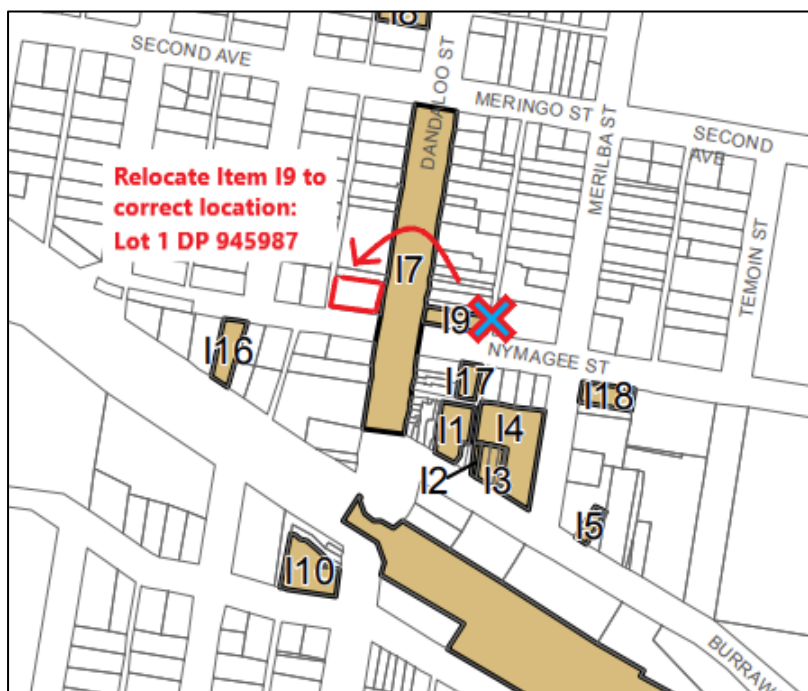 I8
SECOND AVE
DANDALOO ST
MERINGO ST
SECOND
AVE
MERILBA ST
TEMOIN ST
Relocate Item I9 to
correct location:
Lot 1 DP 945987
I7
I9
I16
NYMAGEE ST
I17
I18
I1
I4
I2
I3
I5
I10
BURRAW